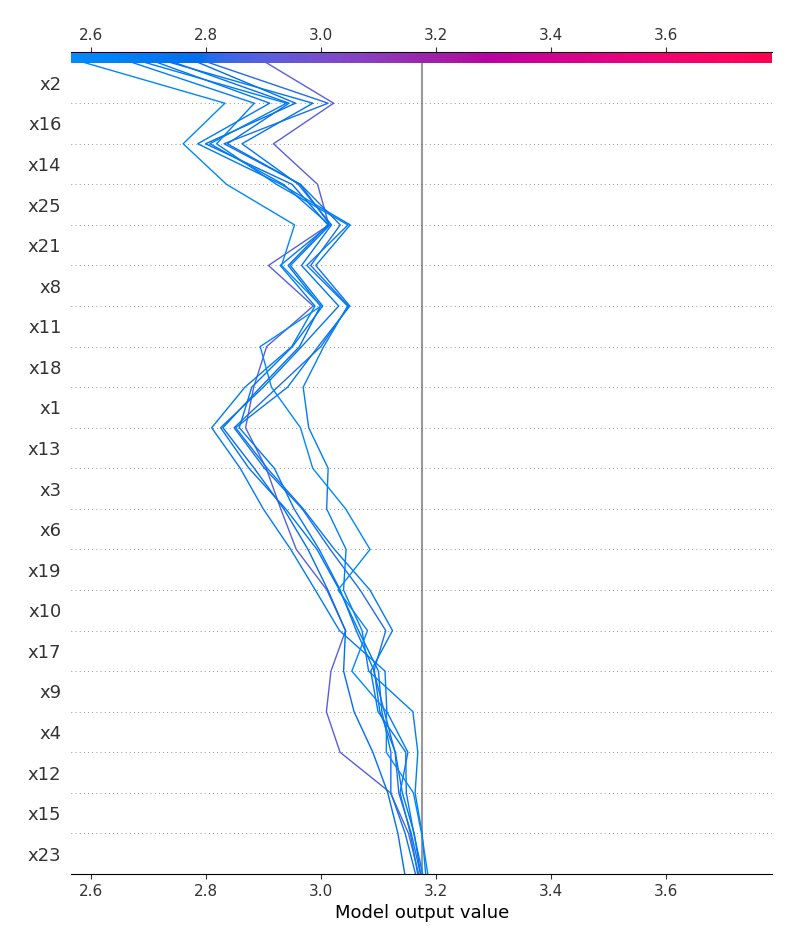 2.6 2.8 3.0 3.2 3.4 3.6
x2
x16
x14
x25
x21
x8
x11
x18
x1
x13
x3
x6
x19
x10
x17
x9
x4
x12
x15
x23
2.6 2.8 3.0 3.2 3.4 3.6
Model output value